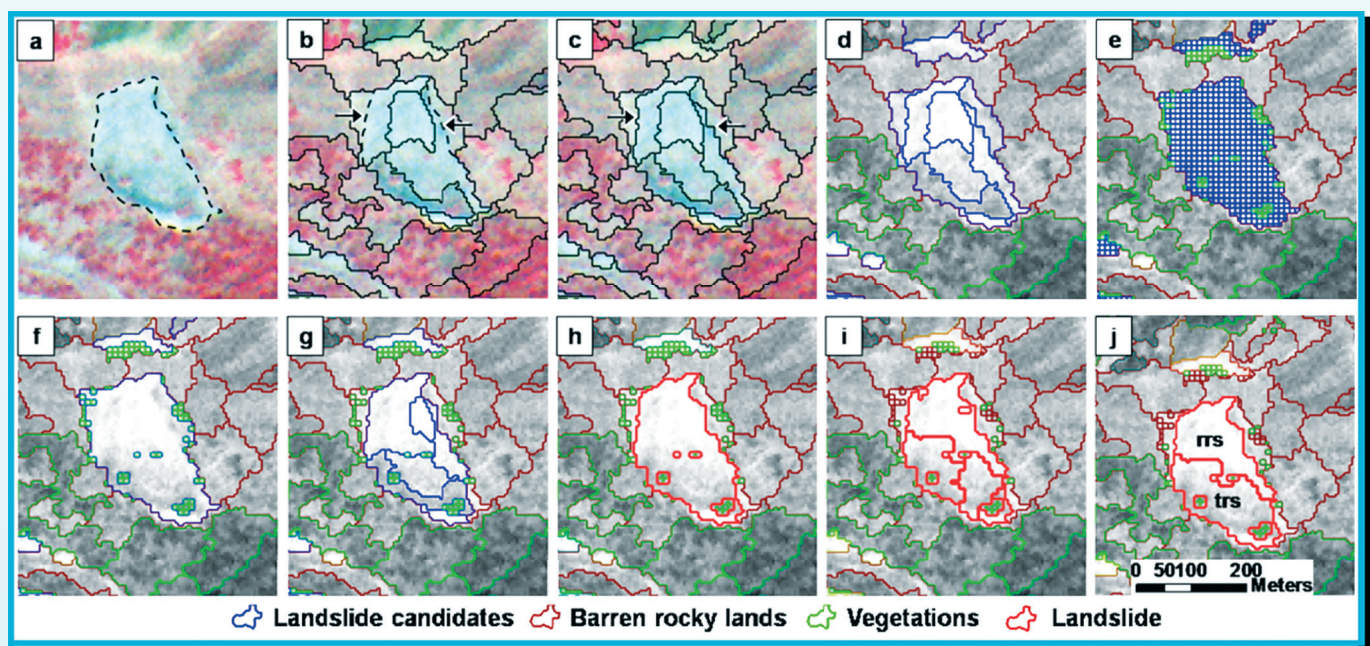 a b c d e
f g h i j
rrs
trs
0 50100 200
Meters
Landslide candidates Barren rocky lands Vegetations Landslide